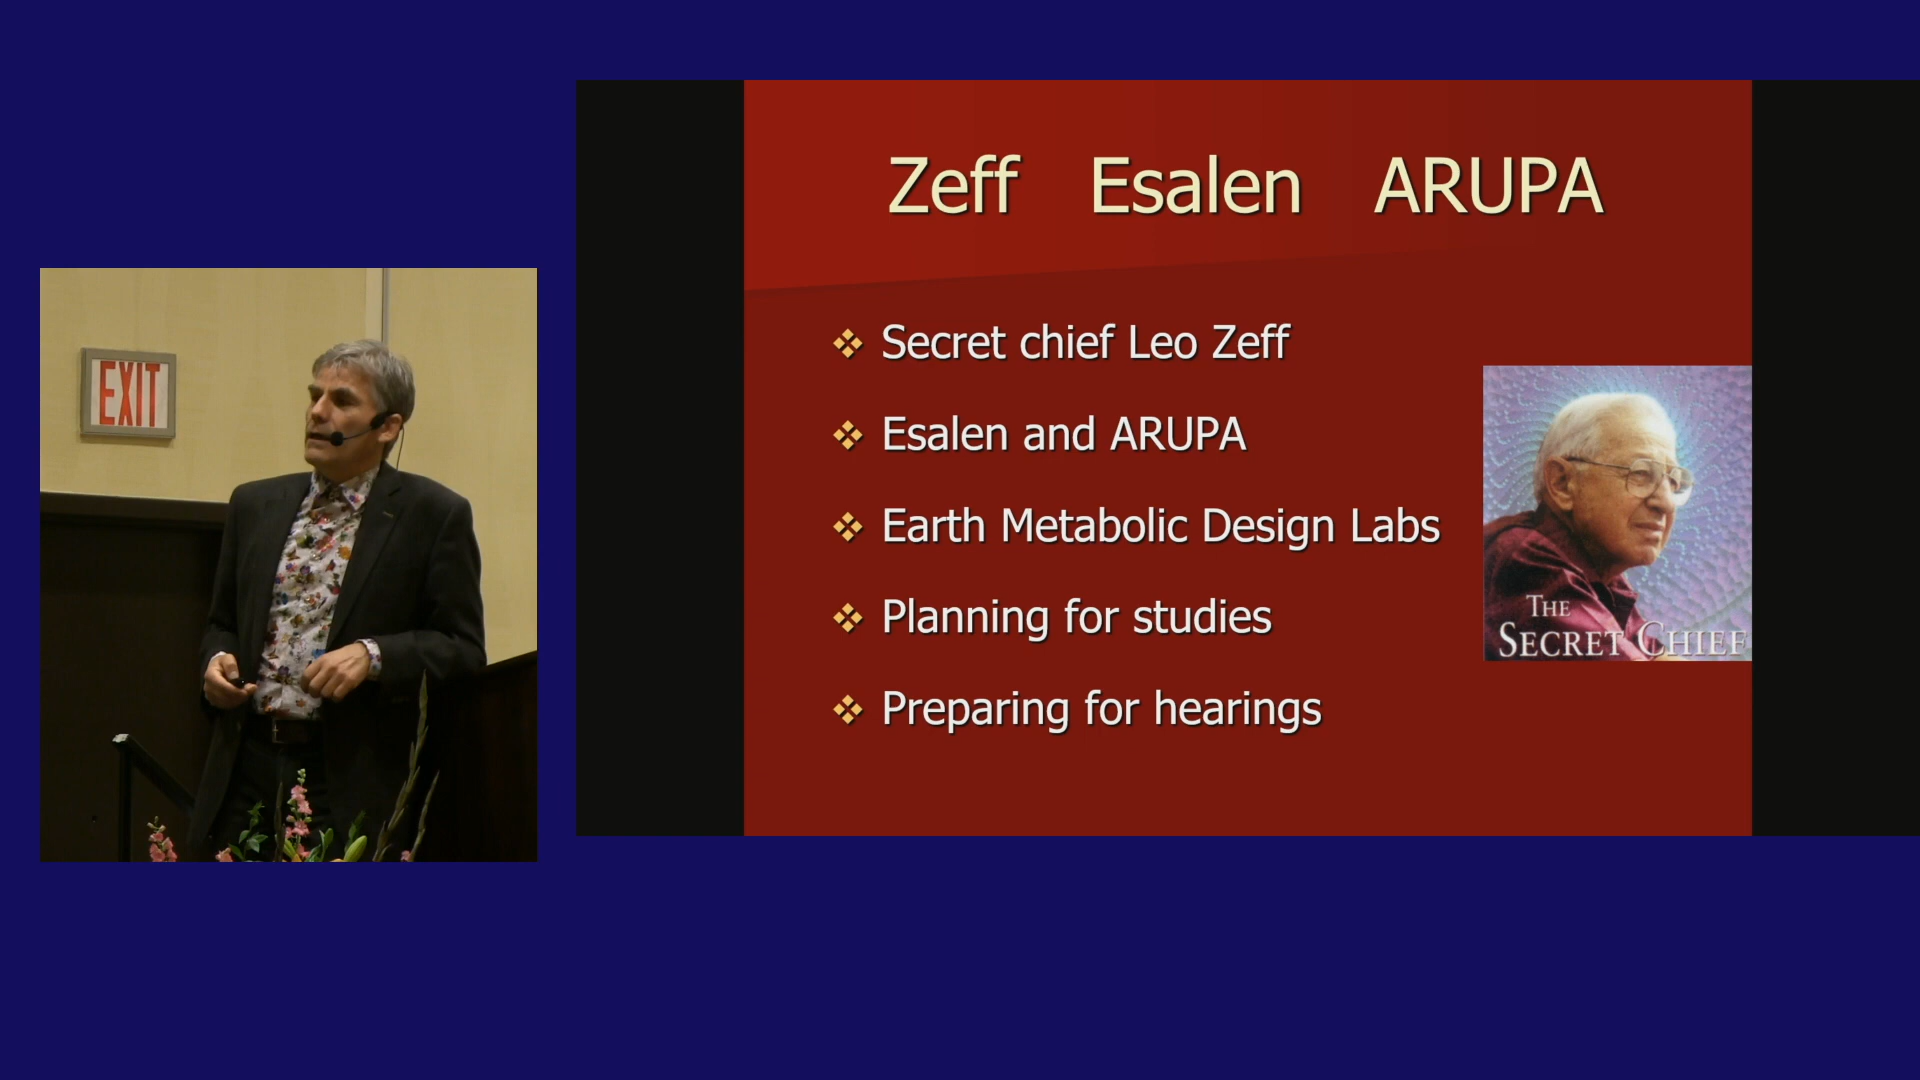 EXIT
Zeff Esalen ARUPA
Secret chief Leo Zeff
Esalen and ARUPA
Earth Metabolic Design Labs
Planning for studies
Preparing for hearings
THE
SECRET CHIEF